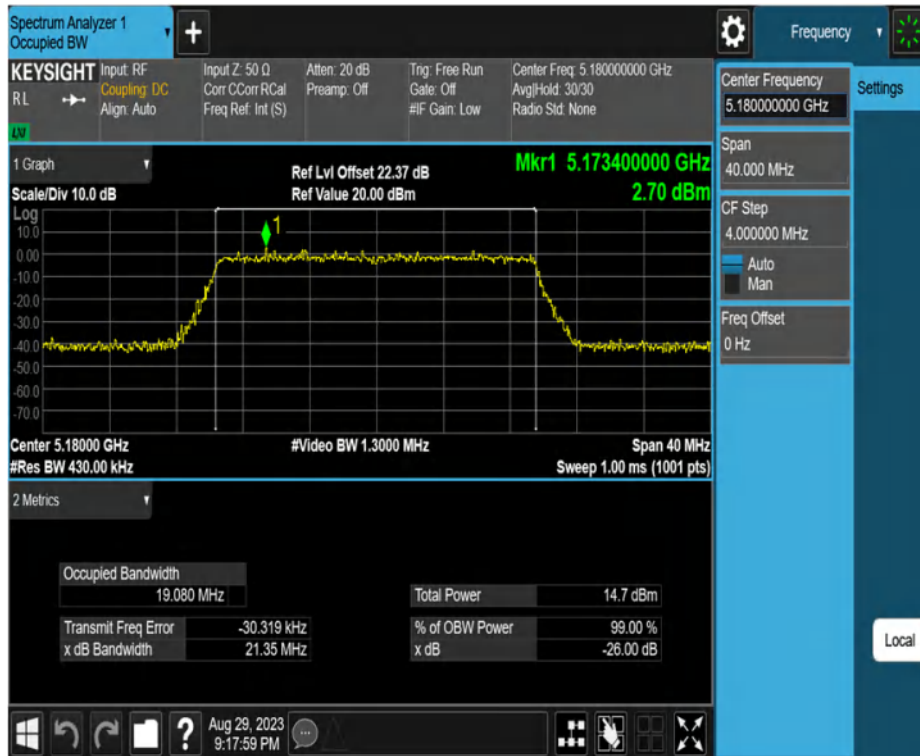 Spectrum Analyzer 1
Occupied BW
Frequency
KEYSIGHT
RL
LNI
Input: RF
Coupling: DC
Align: Auto
Input Z: 50 Ω
Corr CCorr RCal
Freq Ref: Int (S)
Atten: 20 dB
Preamp: Off
Trig: Free Run
Gate: Off
#IF Gain: Low
Center Freq: 5.180000000 GHz
Avg|Hold: 30/30
Radio Std: None
Center Frequency
5.180000000 GHz
Settings
Span
40.000 MHz
CF Step
4.000000 MHz
Auto
Man
Freq Offset
0 Hz
Local
1 Graph
Scale/Div 10.0 dB
Ref Lvl Offset 22.37 dB
Ref Value 20.00 dBm
Mkr1 5.173400000 GHz
2.70 dBm
Log
1
10.0
0.00
-10.0
-20.0
-30.0
-40.0
-50.0
-60.0
-70.0
Center 5.18000 GHz
#Video BW 1.3000 MHz
Span 40 MHz
#Res BW 430.00 kHz
Sweep 1.00 ms (1001 pts)
2 Metrics
Occupied Bandwidth
19.080 MHz
Total Power 14.7 dBm
Transmit Freq Error -30.319 kHz
% of OBW Power 99.00 %
x dB Bandwidth 21.35 MHz
x dB -26.00 dB
?
Aug 29, 2023
9:17:59 PM